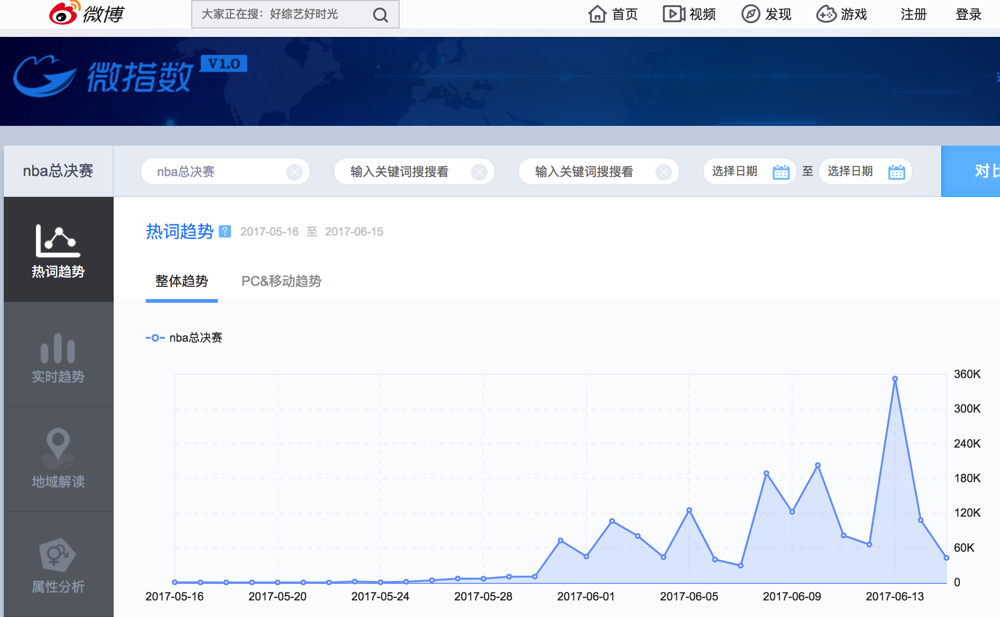 微博
大家正在搜：好综艺好时光
首页
视频
发现
游戏
注册
登录
微指数
V1.0
nba总决赛
nba总决赛
输入关键词搜搜看
输入关键词搜搜看
选择日期
至
选择日期
热词趋势
热词趋势 ? 2017-05-16 至 2017-06-15
整体趋势
PC&移动趋势
实时趋势
地域解读
属性分析
nba总决赛
360K
300K
240K
180K
120K
60K
0
2017-05-16
2017-05-20
2017-05-24
2017-05-28
2017-06-01
2017-06-05
2017-06-09
2017-06-13